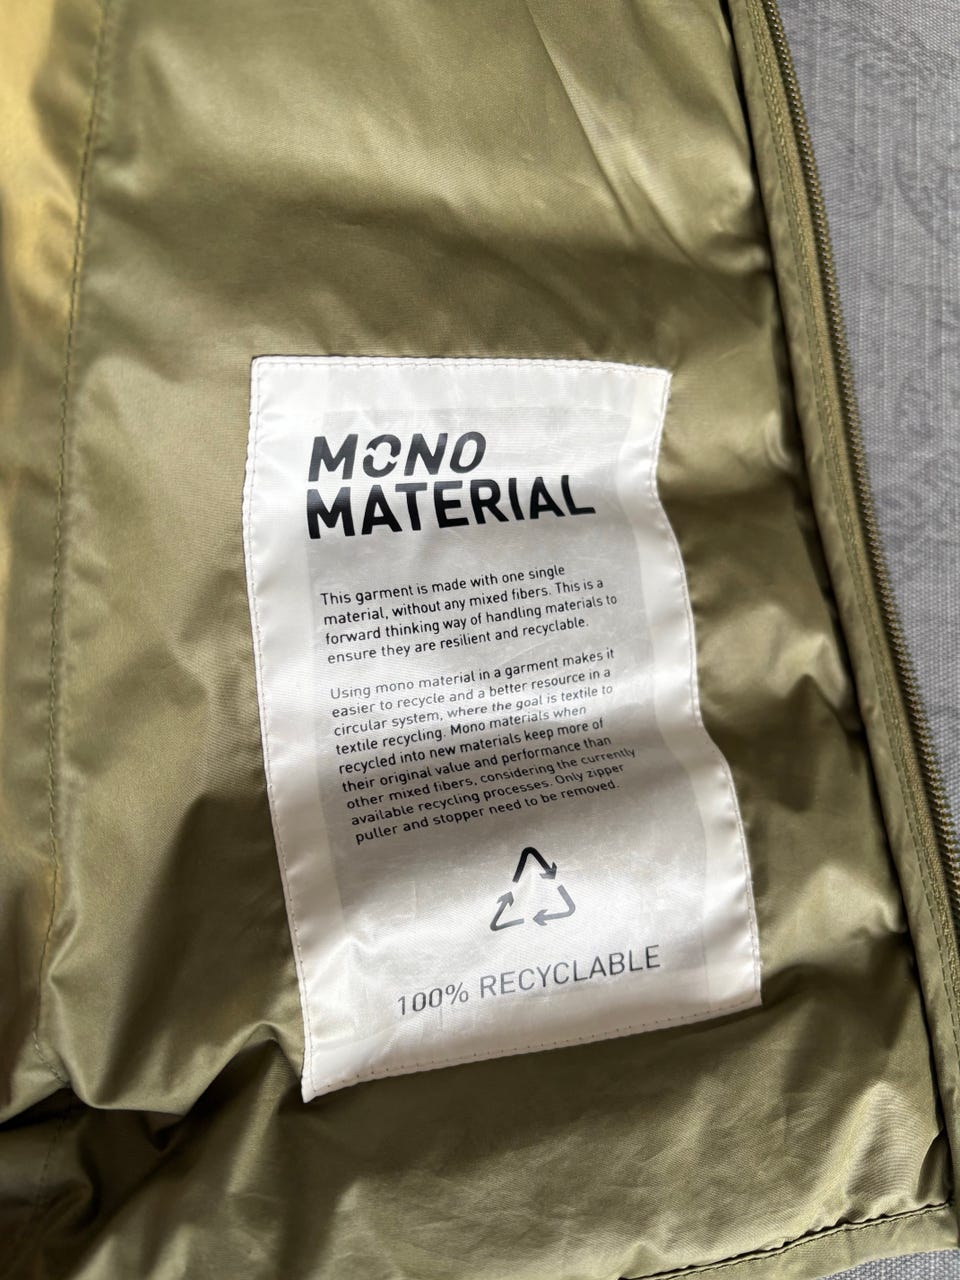 MONO
MATERIAL
This garment is made with one single
material, without any mixed fibers. This is a
forward thinking way of handling materials to
ensure they are resilient and recyclable.
Using mono material in a garment makes it
easier to recycle and a better resource in a
circular system, where the goal is textile to
textile recycling. Mono materials when
recycled into new materials keep more of
their original value and performance than
other mixed fibers, considering the currently
available recycling processes. Only zipper
puller and stopper need to be removed.
100% RECYCLABLE